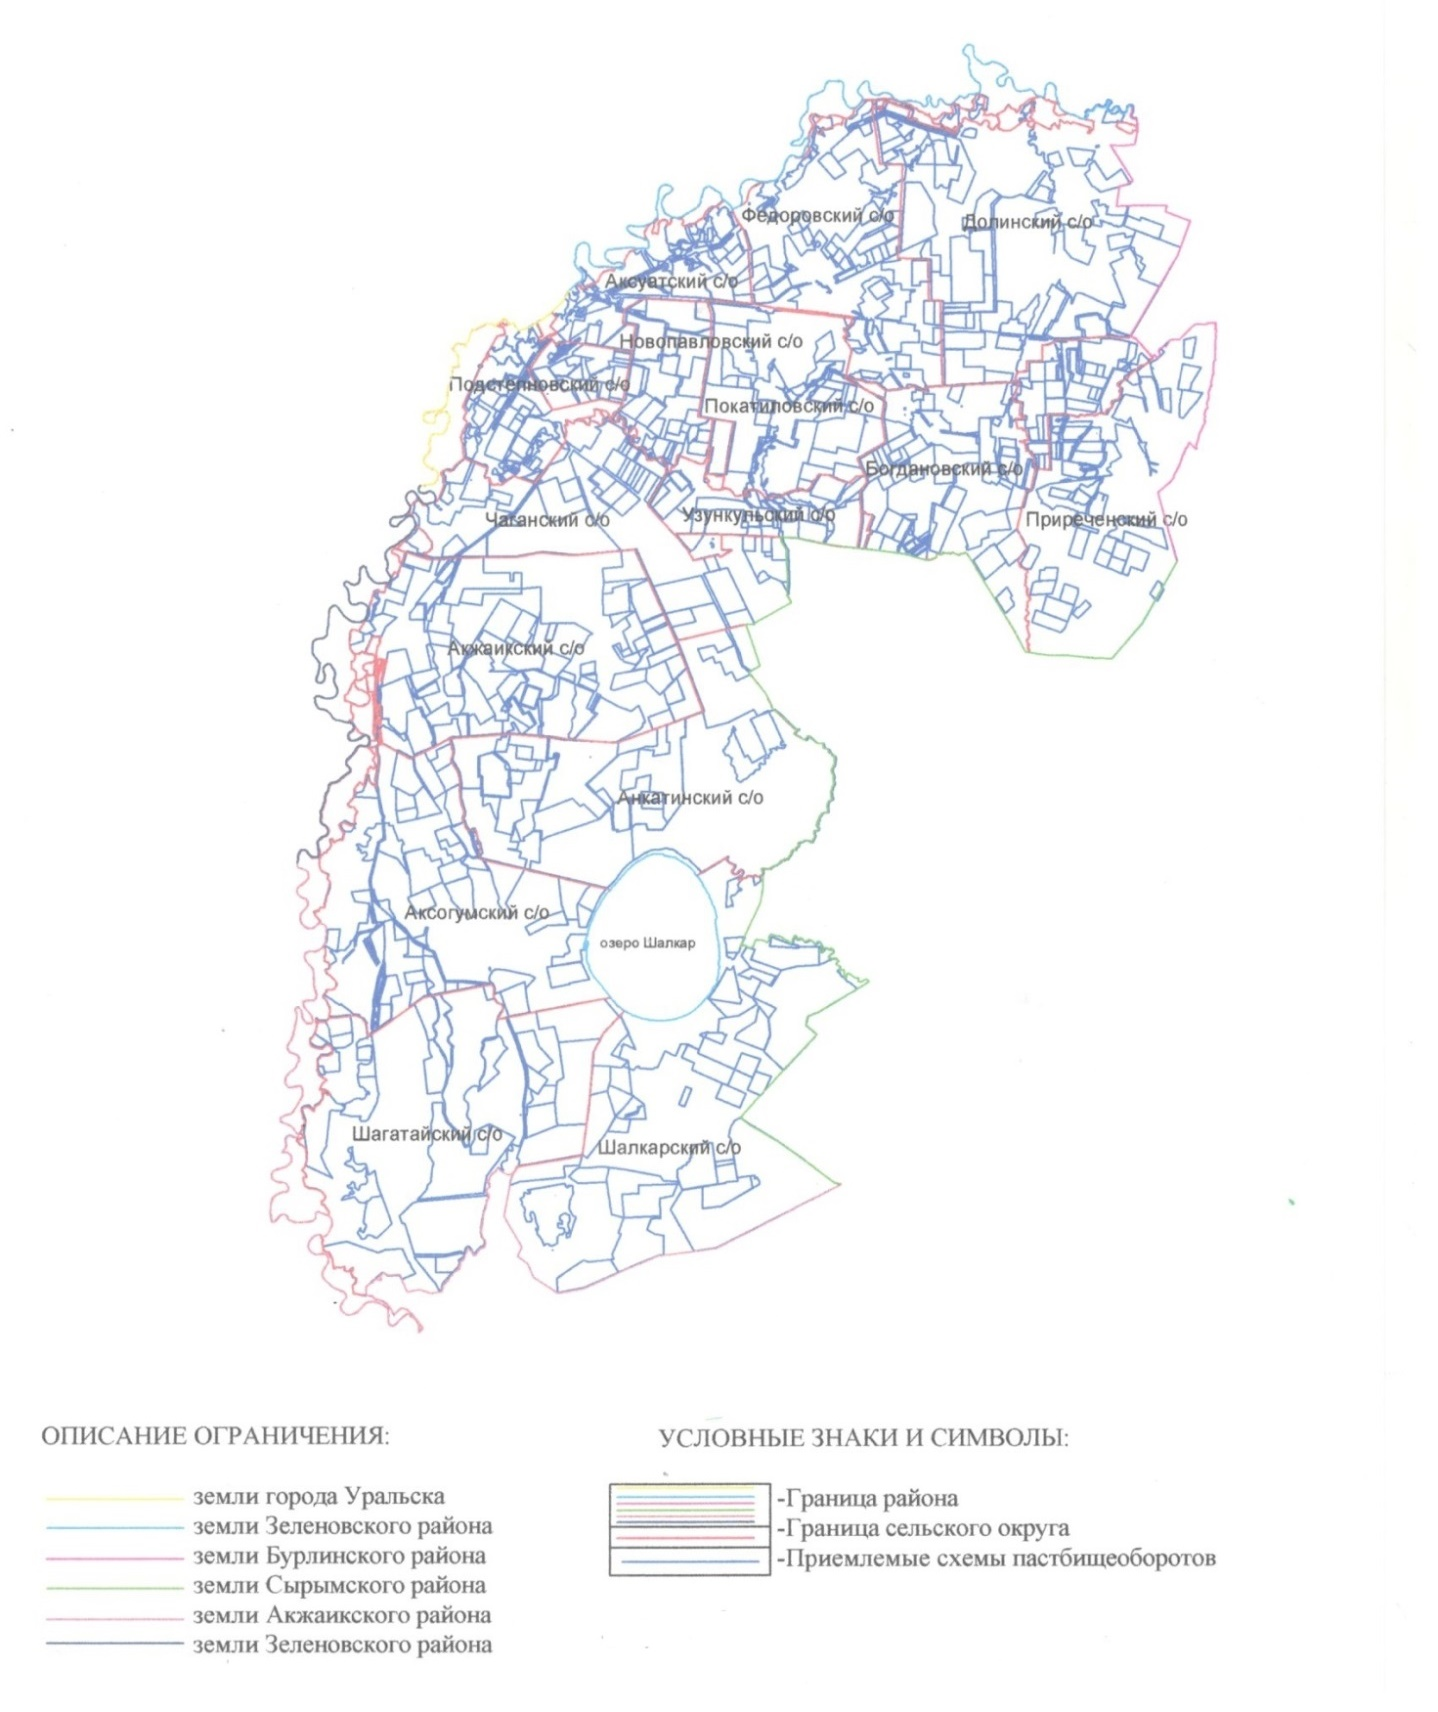 Федоровский с/о
Долинский с/о
Аксуатский с/о
Новопавловский с/о
Подстепновский с/о
Покатиловский с/о
Богдановский с/о
Чаганский с/о
Узункульский с/о
Приреченский с/о
Акжаикский с/о
Анкатинский с/о
Аксогумский с/о
озеро Шалкар
Шагатайский с/о
Шалкарский с/о
ОПИСАНИЕ ОГРАНИЧЕНИЯ:
земли города Уральска
земли Зеленовского района
земли Бурлинского района
земли Сырымского района
земли Акжаикского района
земли Зеленовского района
УСЛОВНЫЕ ЗНАКИ И СИМВОЛЫ:
-Граница района
-Граница сельского округа
-Приемлемые схемы пастбищеоборотов